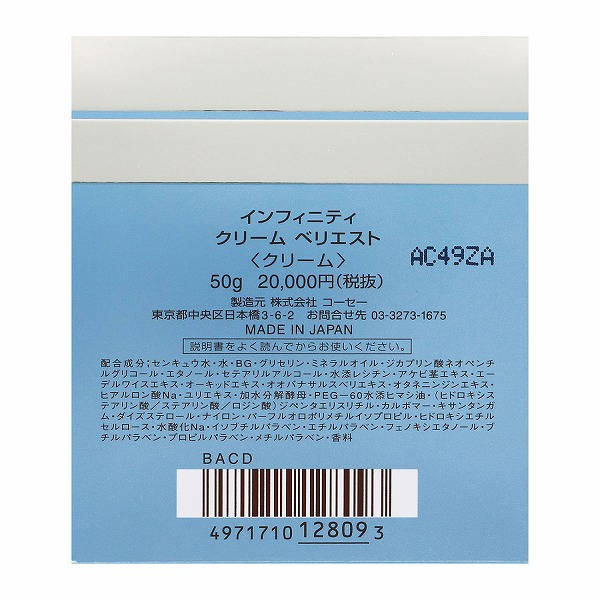 インフィニティ
クリーム ベリエスト
〈クリーム〉
AC49ZA
50g 20,000円(税抜)
製造元 株式会社 コーセー
東京都中央区日本橋3-6-2 お問合せ先 03-3273-1675
MADE IN JAPAN
説明書をよく読んでからお使いください。
配合成分:センキュウ水・水・BG・グリセリン・ミネラルオイル・ジカプリン酸ネオペンチ
ルグリコール・エタノール・セテアリルアルコール・水添レシチン・アケビ茎エキス・エー
デルワイスエキス・オーキッドエキス・オオバナサルスベリエキス・オタネニンジンエキス・
ヒアルロン酸Na・ユリエキス・加水分解酵母・PEG-60水添ヒマシ油・(ヒドロキシス
テアリン酸/ステアリン酸/ロジン酸)ジペンタエリスリチル・カルボマー・キサンタンガ
ム・ダイズステロール・ナイロン・パーフルオロポリメチルイソプロピル・ヒドロキシエチル
セルロース・水酸化Na・イソブチルパラベン・エチルパラベン・フェノキシエタノール・ブ
チルパラベン・プロピルパラベン・メチルパラベン・香料
BACD
4971710 12809 3